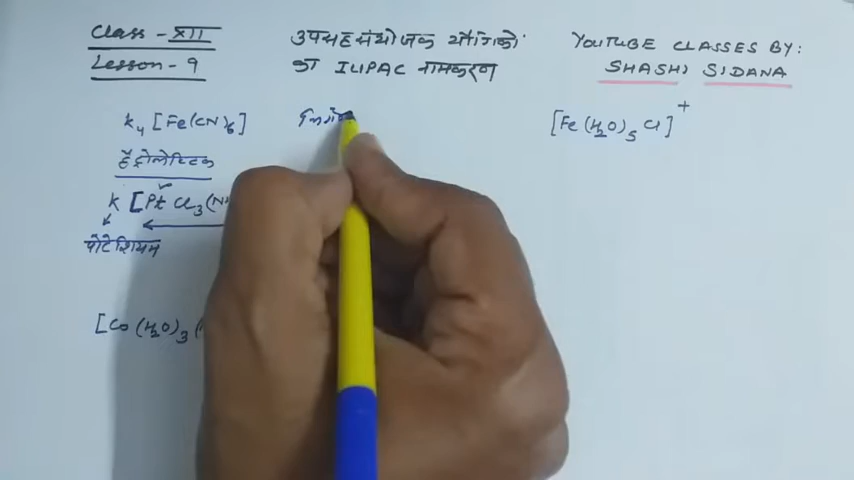 Class - XII
Lesson - 9
उपसहसंयोजक यौगिको
का IUPAC नामकरण
YOUTUBE CLASSES BY:
SHASHI SIDANA
K₄ [Fe(CN)₆]
[Fe(H₂O)₅ Cl]⁺
K [Pt Cl₃(N
पोटेशियम
[Co (H₂O)₃ (